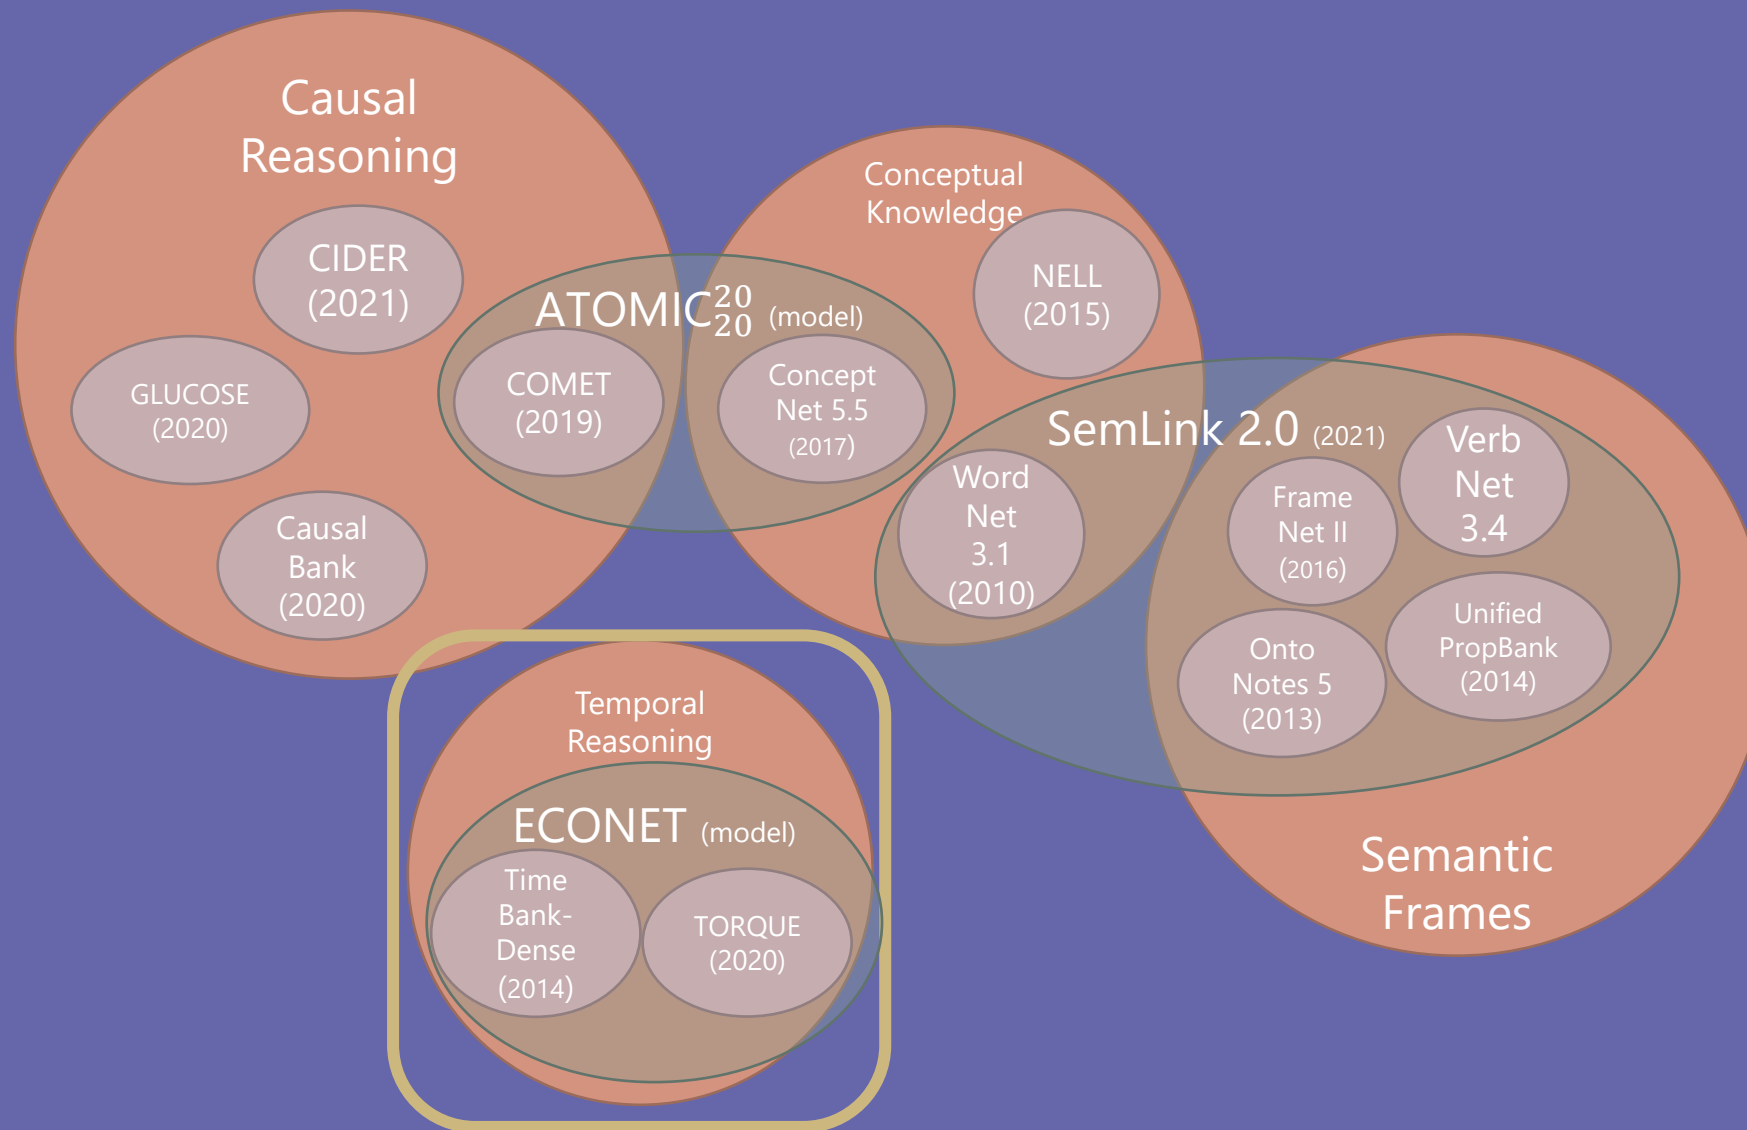 Causal
Reasoning
CIDER
(2021)
GLUCOSE
(2020)
Causal
Bank
(2020)
ATOMIC²⁰₂₀ (model)
COMET
(2019)
Concept
Net 5.5
(2017)
Conceptual
Knowledge
NELL
(2015)
SemLink 2.0 (2021)
Word
Net
3.1
(2010)
Frame
Net II
(2016)
Verb
Net
3.4
Onto
Notes 5
(2013)
Unified
PropBank
(2014)
Semantic
Frames
Temporal
Reasoning
ECONET (model)
Time
Bank-
Dense
(2014)
TORQUE
(2020)